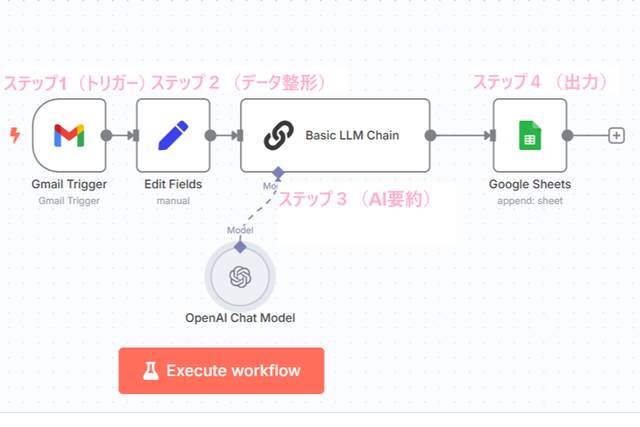 ステップ1（トリガー）ステップ２（データ整形）
ステップ４（出力）
Basic LLM Chain
Gmail Trigger
Gmail Trigger
Edit Fields
manual
Google Sheets
append: sheet
ステップ３（AI要約）
Model
OpenAI Chat Model
Execute workflow